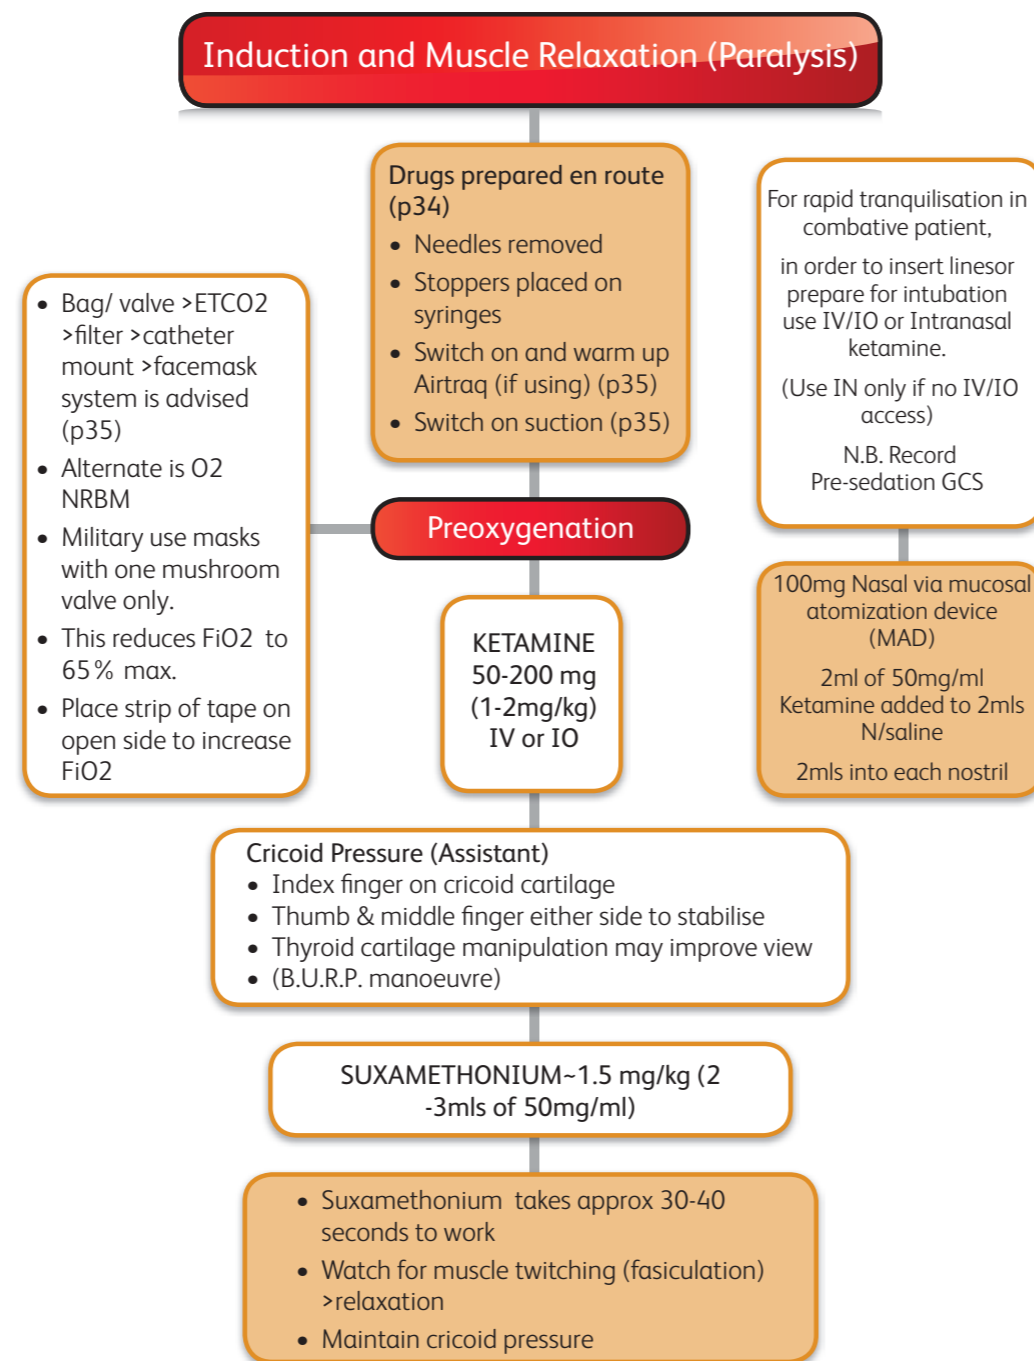 Induction and Muscle Relaxation (Paralysis)
Drugs prepared en route
(p34)
• Needles removed
• Stoppers placed on
syringes
• Switch on and warm up
Airtraq (if using) (p35)
• Switch on suction (p35)
For rapid tranquilisation in
combative patient,
in order to insert linesor
prepare for intubation
use IV/IO or Intranasal
ketamine.
(Use IN only if no IV/IO
access)
N.B. Record
Pre-sedation GCS
• Bag/ valve >ETCO2
>filter >catheter
mount >facemask
system is advised
(p35)
• Alternate is O2
NRBM
• Military use masks
with one mushroom
valve only.
• This reduces FiO2 to
65% max.
• Place strip of tape on
open side to increase
FiO2
Preoxygenation
100mg Nasal via mucosal
atomization device
(MAD)
2ml of 50mg/ml
Ketamine added to 2mls
N/saline
2mls into each nostril
KETAMINE
50-200 mg
(1-2mg/kg)
IV or IO
Cricoid Pressure (Assistant)
• Index finger on cricoid cartilage
• Thumb & middle finger either side to stabilise
• Thyroid cartilage manipulation may improve view
• (B.U.R.P. manoeuvre)
SUXAMETHONIUM~1.5 mg/kg (2
-3mls of 50mg/ml)
• Suxamethonium takes approx 30-40
seconds to work
• Watch for muscle twitching (fasiculation)
>relaxation
• Maintain cricoid pressure